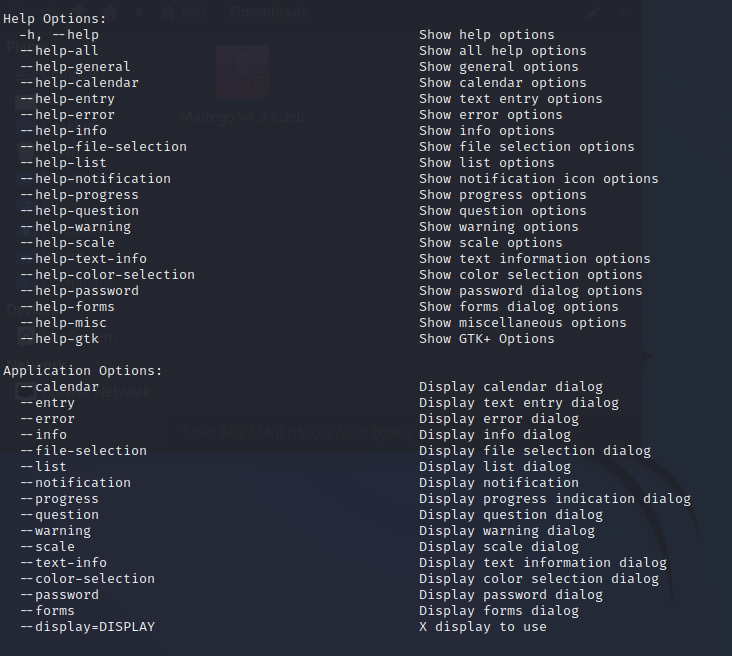 Downloads
Maltego.v4.3.1.deb
Help Options:
-h, --help Show help options
--help-all Show all help options
--help-general Show general options
--help-calendar Show calendar options
--help-entry Show text entry options
--help-error Show error options
--help-info Show info options
--help-file-selection Show file selection options
--help-list Show list options
--help-notification Show notification icon options
--help-progress Show progress options
--help-question Show question options
--help-warning Show warning options
--help-scale Show scale options
--help-text-info Show text information options
--help-color-selection Show color selection options
--help-password Show password dialog options
--help-forms Show forms dialog options
--help-misc Show miscellaneous options
--help-gtk Show GTK+ Options
Application Options:
--calendar Display calendar dialog
--entry Display text entry dialog
--error Display error dialog
--info Display info dialog
--file-selection Display file selection dialog
--list Display list dialog
--notification Display notification
--progress Display progress indication dialog
--question Display question dialog
--warning Display warning dialog
--scale Display scale dialog
--text-info Display text information dialog
--color-selection Display color selection dialog
--password Display password dialog
--forms Display forms dialog
--display=DISPLAY X display to use